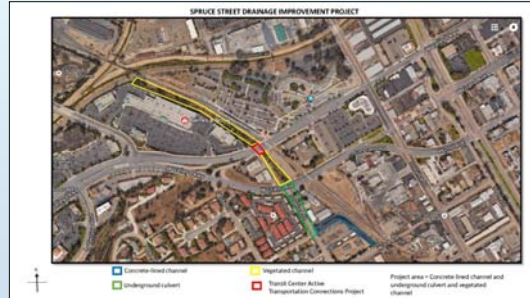 SPRUCE STREET DRAINAGE IMPROVEMENT PROJECT
Concrete-lined channel
Vegetated channel
Underground culvert
Transit Center Active
Transportation Connections Project
Project area = Concrete lined channel and
underground culvert and vegetated
channel